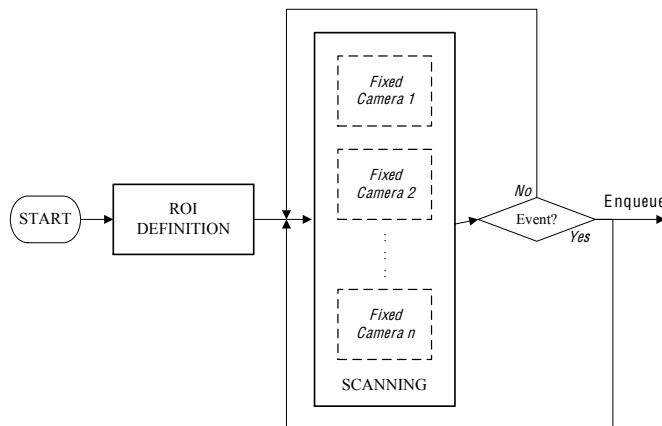 START
ROI
DEFINITION
Fixed
Camera 1
Fixed
Camera 2
Fixed
Camera n
SCANNING
No
Event?
Yes
Enqueue